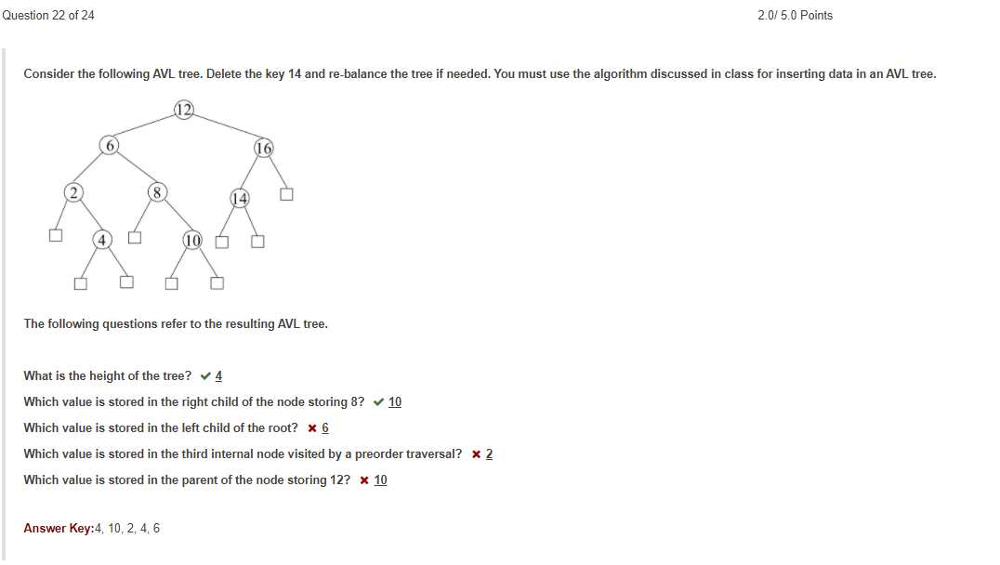 Question 22 of 24 2.0/ 5.0 Points
Consider the following AVL tree. Delete the key 14 and re-balance the tree if needed. You must use the algorithm discussed in class for inserting data in an AVL tree.
12
6 16
2 8 14
4 10
The following questions refer to the resulting AVL tree.
What is the height of the tree? ✔ 4
Which value is stored in the right child of the node storing 8? ✔ 10
Which value is stored in the left child of the root? ✖ 6
Which value is stored in the third internal node visited by a preorder traversal? ✖ 2
Which value is stored in the parent of the node storing 12? ✖ 10
Answer Key:4, 10, 2, 4, 6